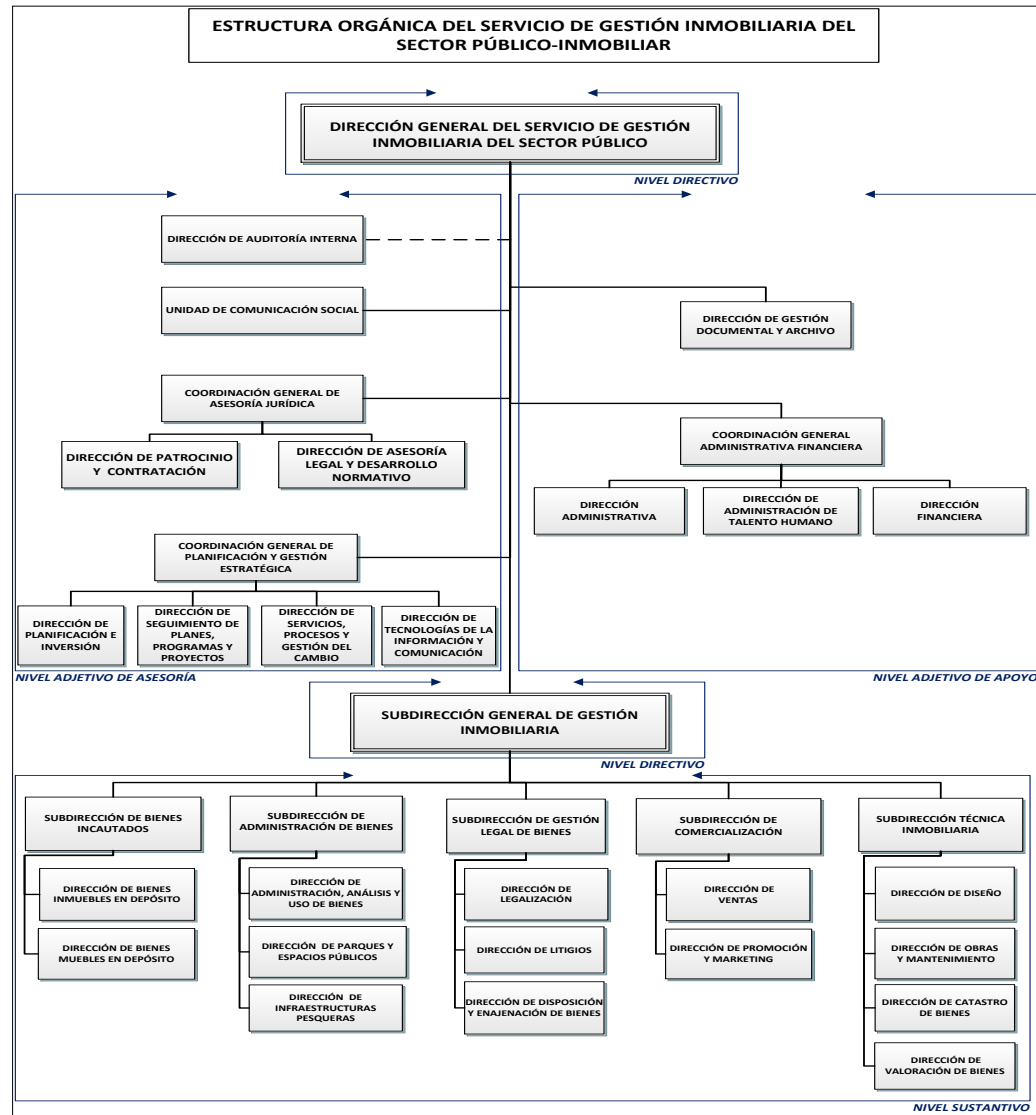 ESTRUCTURA ORGÁNICA DEL SERVICIO DE GESTIÓN INMOBILIARIA DEL
SECTOR PÚBLICO-INMOBILIAR
DIRECCIÓN GENERAL DEL SERVICIO DE GESTIÓN
INMOBILIARIA DEL SECTOR PÚBLICO
NIVEL DIRECTIVO
DIRECCIÓN DE AUDITORÍA INTERNA
UNIDAD DE COMUNICACIÓN SOCIAL
COORDINACIÓN GENERAL DE
ASESORÍA JURÍDICA
DIRECCIÓN DE PATROCINIO
Y CONTRATACIÓN
DIRECCIÓN DE ASESORÍA
LEGAL Y DESARROLLO
NORMATIVO
COORDINACIÓN GENERAL DE
PLANIFICACIÓN Y GESTIÓN
ESTRATÉGICA
DIRECCIÓN DE
PLANIFICACIÓN E
INVERSIÓN
DIRECCIÓN DE
SEGUIMIENTO DE
PLANES,
PROGRAMAS Y
PROYECTOS
DIRECCIÓN DE
SERVICIOS,
PROCESOS Y
GESTIÓN DEL
CAMBIO
DIRECCIÓN DE
TECNOLOGÍAS DE LA
INFORMACIÓN Y
COMUNICACIÓN
NIVEL ADJETIVO DE ASESORÍA
DIRECCIÓN DE GESTIÓN
DOCUMENTAL Y ARCHIVO
COORDINACIÓN GENERAL
ADMINISTRATIVA FINANCIERA
DIRECCIÓN
ADMINISTRATIVA
DIRECCIÓN DE
ADMINISTRACIÓN DE
TALENTO HUMANO
DIRECCIÓN
FINANCIERA
NIVEL ADJETIVO DE APOYO
SUBDIRECCIÓN GENERAL DE GESTIÓN
INMOBILIARIA
NIVEL DIRECTIVO
SUBDIRECCIÓN DE BIENES
INCAUTADOS
DIRECCIÓN DE BIENES
INMUEBLES EN DEPÓSITO
DIRECCIÓN DE BIENES
MUEBLES EN DEPÓSITO
SUBDIRECCIÓN DE
ADMINISTRACIÓN DE BIENES
DIRECCIÓN DE
ADMINISTRACIÓN, ANÁLISIS Y
USO DE BIENES
DIRECCIÓN DE PARQUES Y
ESPACIOS PÚBLICOS
DIRECCIÓN DE
INFRAESTRUCTURAS
PESQUERAS
SUBDIRECCIÓN DE GESTIÓN
LEGAL DE BIENES
DIRECCIÓN DE
LEGALIZACIÓN
DIRECCIÓN DE LITIGIOS
DIRECCIÓN DE DISPOSICIÓN
Y ENAJENACIÓN DE BIENES
SUBDIRECCIÓN DE
COMERCIALIZACIÓN
DIRECCIÓN DE
VENTAS
DIRECCIÓN DE PROMOCIÓN
Y MARKETING
SUBDIRECCIÓN TÉCNICA
INMOBILIARIA
DIRECCIÓN DE DISEÑO
DIRECCIÓN DE OBRAS
Y MANTENIMIENTO
DIRECCIÓN DE CATASTRO
DE BIENES
DIRECCIÓN DE
VALORACIÓN DE BIENES
NIVEL SUSTANTIVO